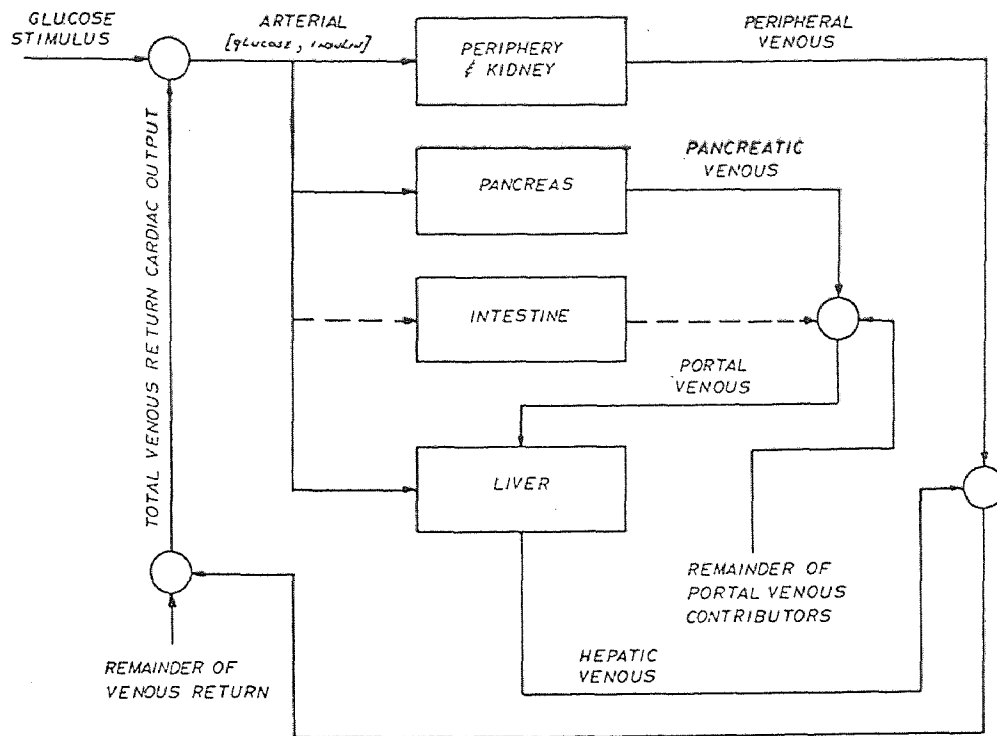 GLUCOSE
STIMULUS
ARTERIAL
[glucose, insulin]
PERIPHERY
& KIDNEY
PERIPHERAL
VENOUS
PANCREAS
PANCREATIC
VENOUS
INTESTINE
PORTAL
VENOUS
LIVER
TOTAL VENOUS RETURN CARDIAC OUTPUT
REMAINDER OF
PORTAL VENOUS
CONTRIBUTORS
HEPATIC
VENOUS
REMAINDER OF
VENOUS RETURN